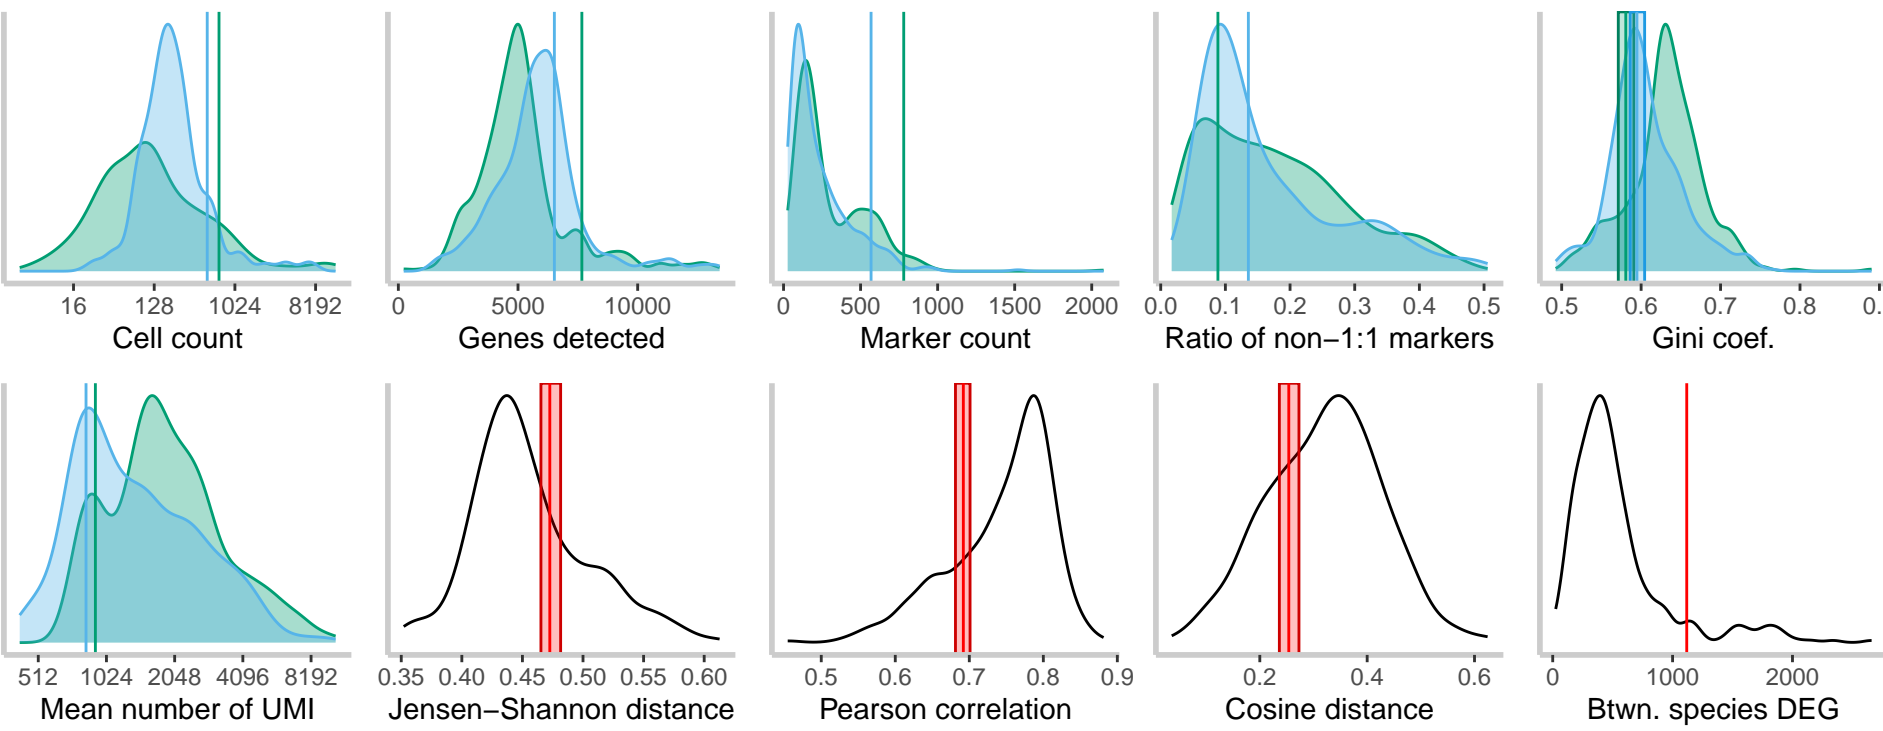 16 128 1024 8192
Cell count
0 5000 10000
Genes detected
0 500 1000 1500 2000
Marker count
0.0 0.1 0.2 0.3 0.4 0.5
Ratio of non−1:1 markers
0.5 0.6 0.7 0.8 0.
Gini coef.
512 1024 2048 4096 8192
Mean number of UMI
0.35 0.40 0.45 0.50 0.55 0.60
Jensen−Shannon distance
0.5 0.6 0.7 0.8 0.9
Pearson correlation
0.2 0.4 0.6
Cosine distance
0 1000 2000
Btwn. species DEG